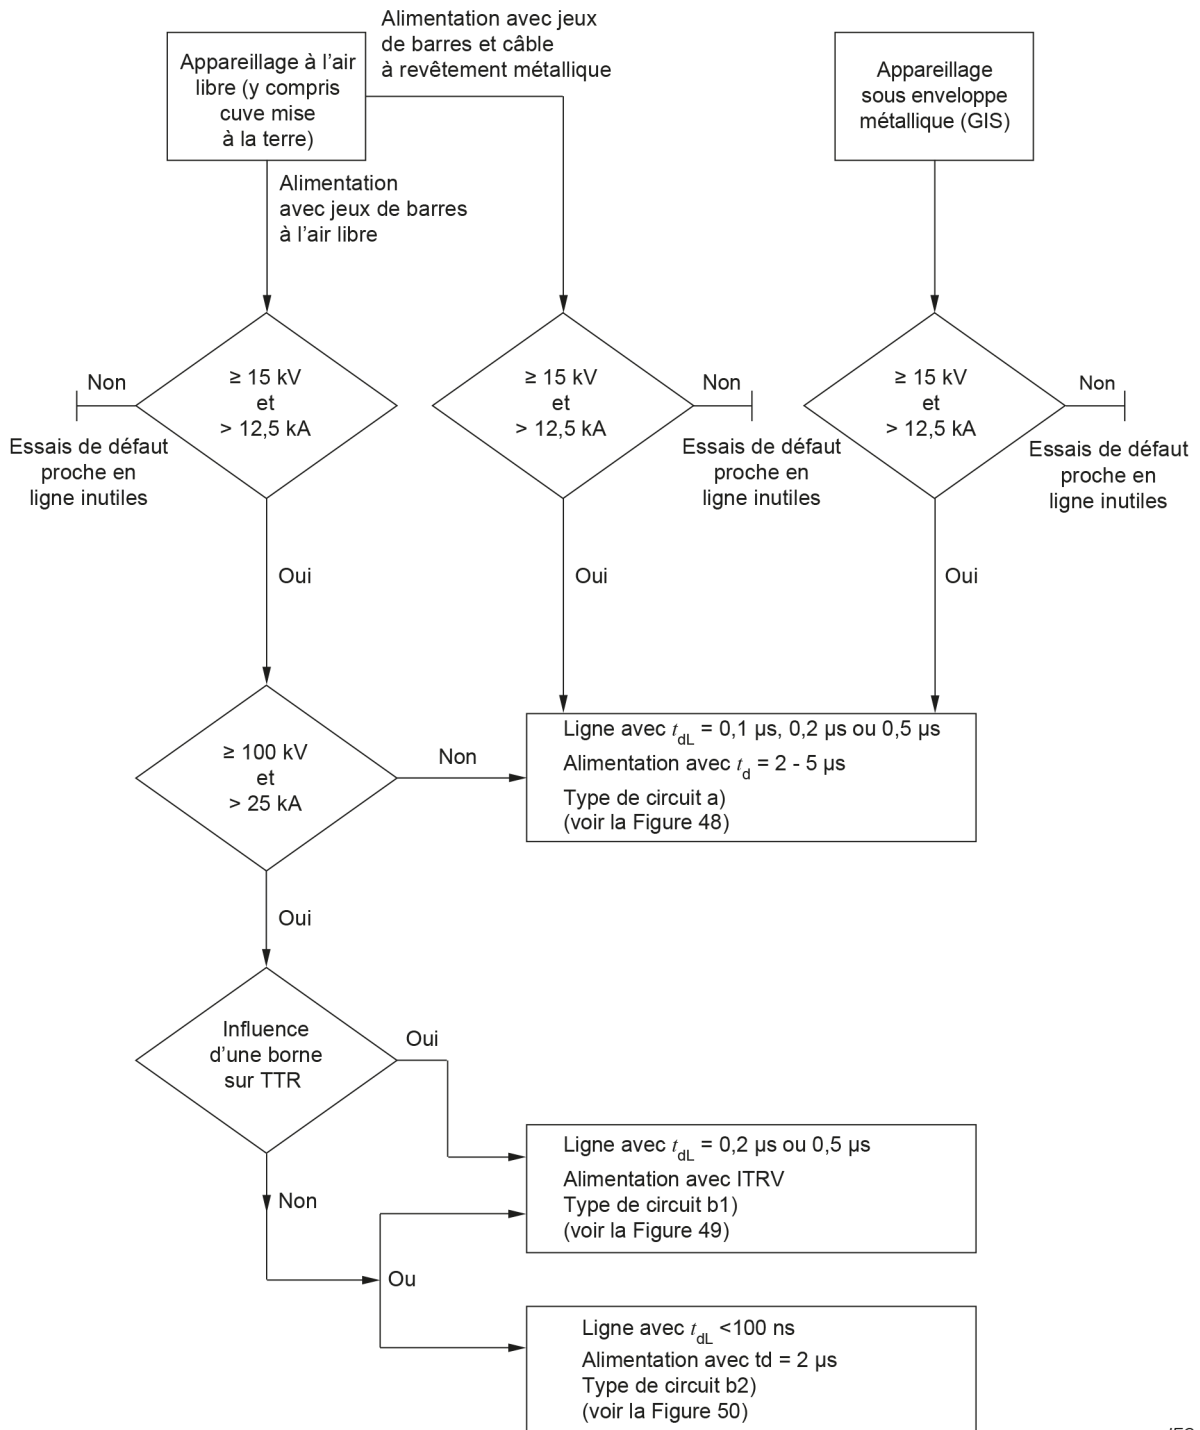 Alimentation avec jeux
de barres et câble
à revêtement métallique
Appareillage à l'air
libre (y compris
cuve mise
à la terre)
Appareillage
sous enveloppe
métallique (GIS)
Alimentation
avec jeux de barres
à l'air libre
≥ 15 kV
et
> 12,5 kA
Non
Essais de défaut
proche en
ligne inutiles
≥ 15 kV
et
> 12,5 kA
Non
Essais de défaut
proche en
ligne inutiles
≥ 15 kV
et
> 12,5 kA
Non
Essais de défaut
proche en
ligne inutiles
Oui
Oui
Oui
≥ 100 kV
et
> 25 kA
Non
Ligne avec tdL = 0,1 µs, 0,2 µs ou 0,5 µs
Alimentation avec td = 2 - 5 µs
Type de circuit a)
(voir la Figure 48)
Oui
Influence
d'une borne
sur TTR
Oui
Non
Ligne avec tdL = 0,2 µs ou 0,5 µs
Alimentation avec ITRV
Type de circuit b1)
(voir la Figure 49)
Ou
Ligne avec tdL <100 ns
Alimentation avec td = 2 µs
Type de circuit b2)
(voir la Figure 50)